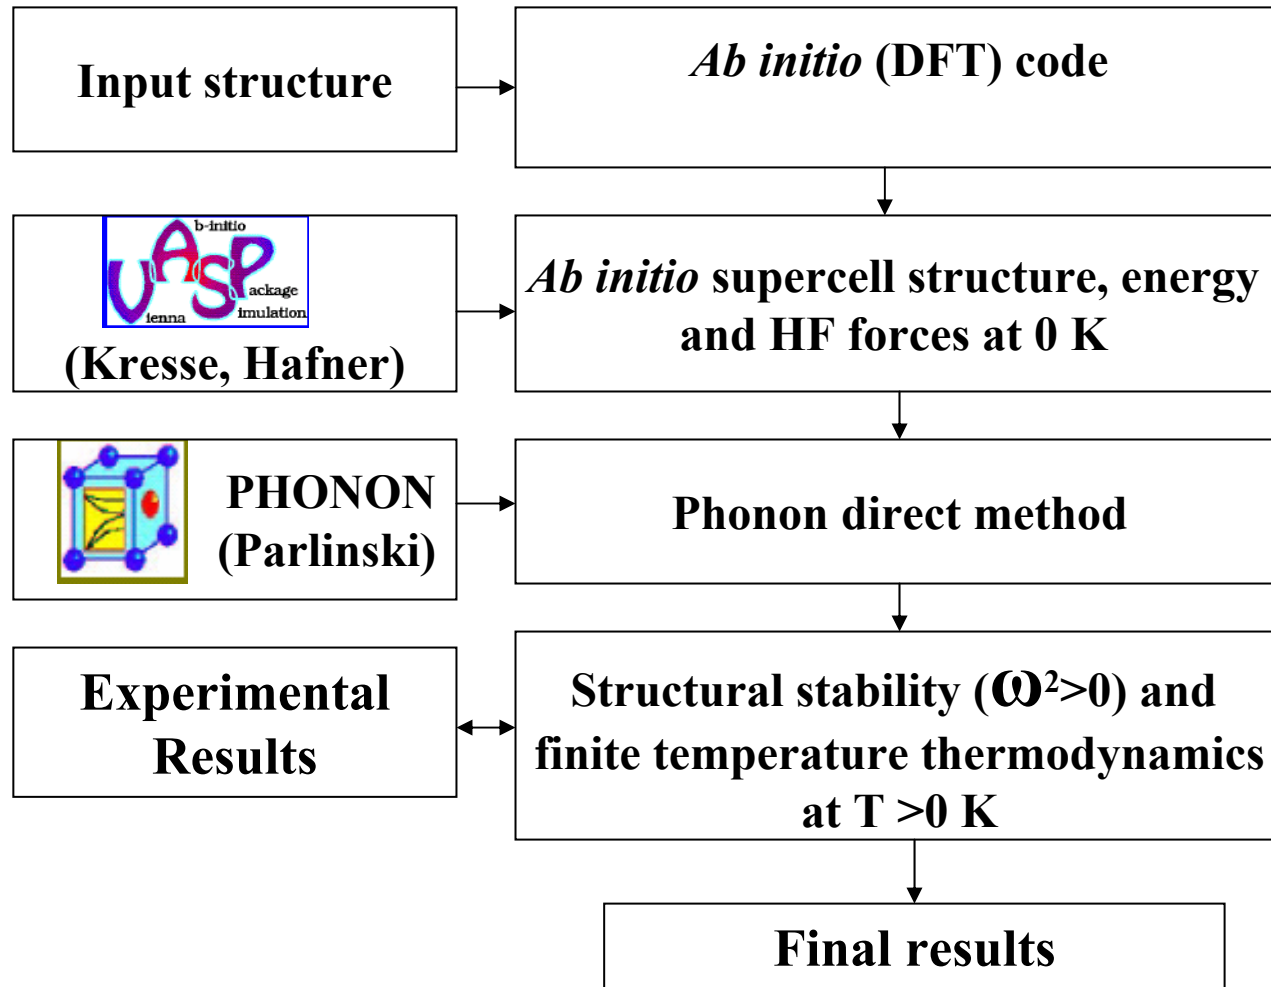 Input structure
Ab initio (DFT) code
b-initio
VASP
ackage
ienna
imulation
(Kresse, Hafner)
Ab initio supercell structure, energy
and HF forces at 0 K
PHONON
(Parlinski)
Phonon direct method
Experimental
Results
Structural stability (ω²>0) and
finite temperature thermodynamics
at T >0 K
Final results